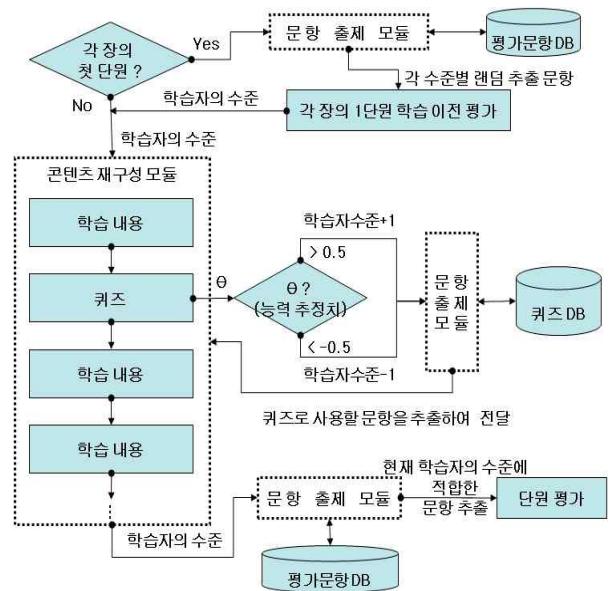 각 장의
첫 단원 ?
Yes
No
문항 출제 모듈
평가문항 DB
각 수준별 랜덤 추출 문항
학습자의 수준
각 장의 1단원 학습 이전 평가
학습자의 수준
콘텐츠 재구성 모듈
학습 내용
퀴즈
학습 내용
학습 내용
θ
θ ?
(능력 추정치)
학습자수준+1
> 0.5
< -0.5
학습자수준-1
문항
출제
모듈
퀴즈 DB
퀴즈로 사용할 문항을 추출하여 전달
학습자의 수준
문항 출제 모듈
평가문항 DB
현재 학습자의 수준에
적합한
문항 추출
단원 평가